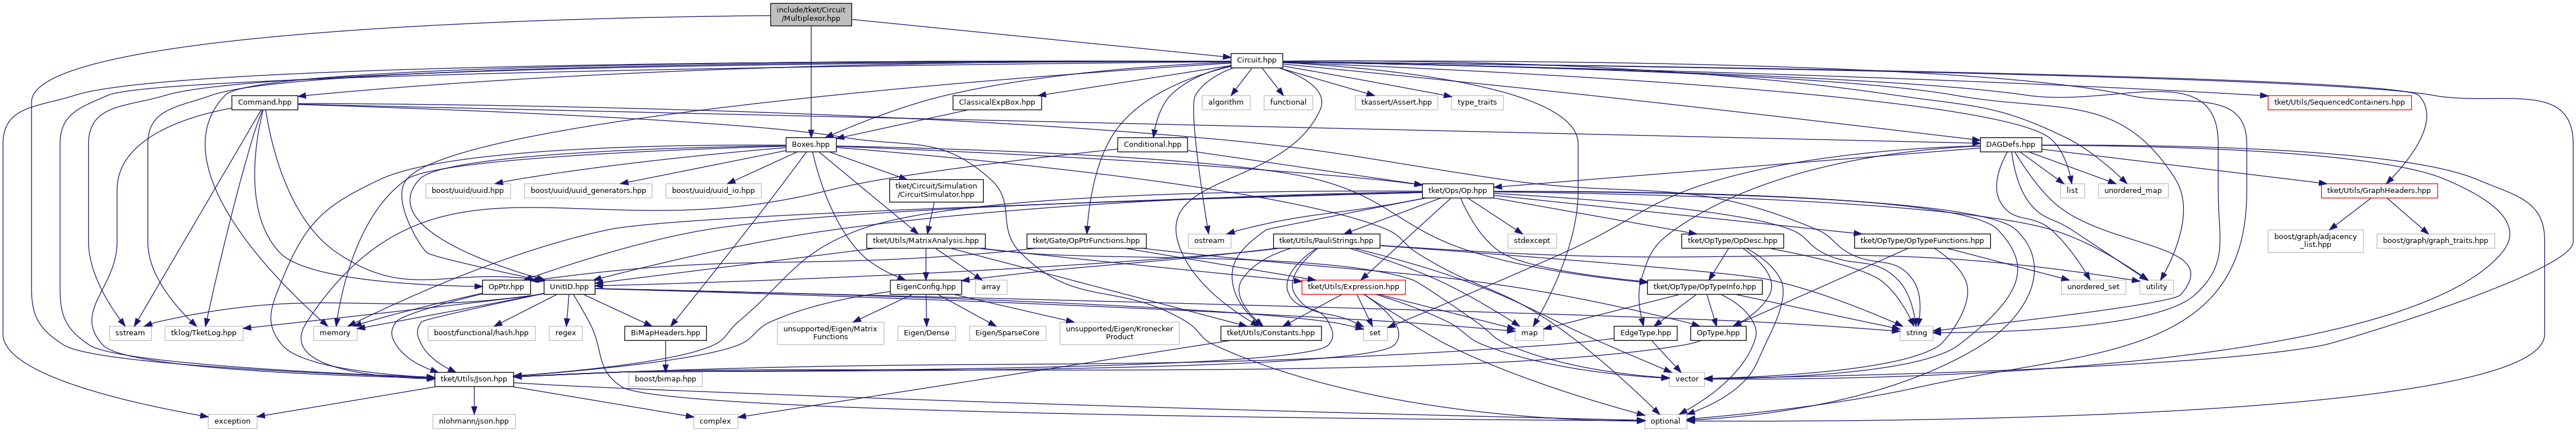 include/tket/Circuit
/Multiplexor.hpp
Circuit.hpp
Command.hpp
ClassicalExpBox.hpp
algorithm
functional
tkassert/Assert.hpp
type_traits
tket/Utils/SequencedContainers.hpp
Boxes.hpp
Conditional.hpp
DAGDefs.hpp
boost/uuid/uuid.hpp
boost/uuid/uuid_generators.hpp
boost/uuid/uuid_io.hpp
tket/Circuit/Simulation
/CircuitSimulator.hpp
tket/Ops/Op.hpp
list
unordered_map
tket/Utils/GraphHeaders.hpp
tket/Utils/MatrixAnalysis.hpp
tket/Gate/OpPtrFunctions.hpp
ostream
tket/Utils/PauliStrings.hpp
stdexcept
tket/OpType/OpDesc.hpp
tket/OpType/OpTypeFunctions.hpp
boost/graph/adjacency
_list.hpp
boost/graph/graph_traits.hpp
OpPtr.hpp
UnitID.hpp
EigenConfig.hpp
array
tket/Utils/Expression.hpp
tket/OpType/OpTypeInfo.hpp
unordered_set
utility
sstream
tklog/TketLog.hpp
memory
boost/functional/hash.hpp
regex
BiMapHeaders.hpp
unsupported/Eigen/Matrix
Functions
Eigen/Dense
Eigen/SparseCore
unsupported/Eigen/Kronecker
Product
tket/Utils/Constants.hpp
set
map
EdgeType.hpp
OpType.hpp
string
tket/Utils/Json.hpp
boost/bimap.hpp
vector
exception
nlohmann/json.hpp
complex
optional